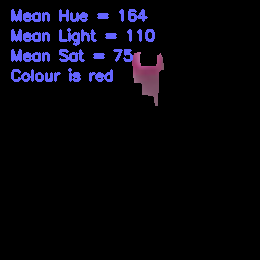 Mean Hue = 164
Mean Light = 110
Mean Sat = 75
Colour is red